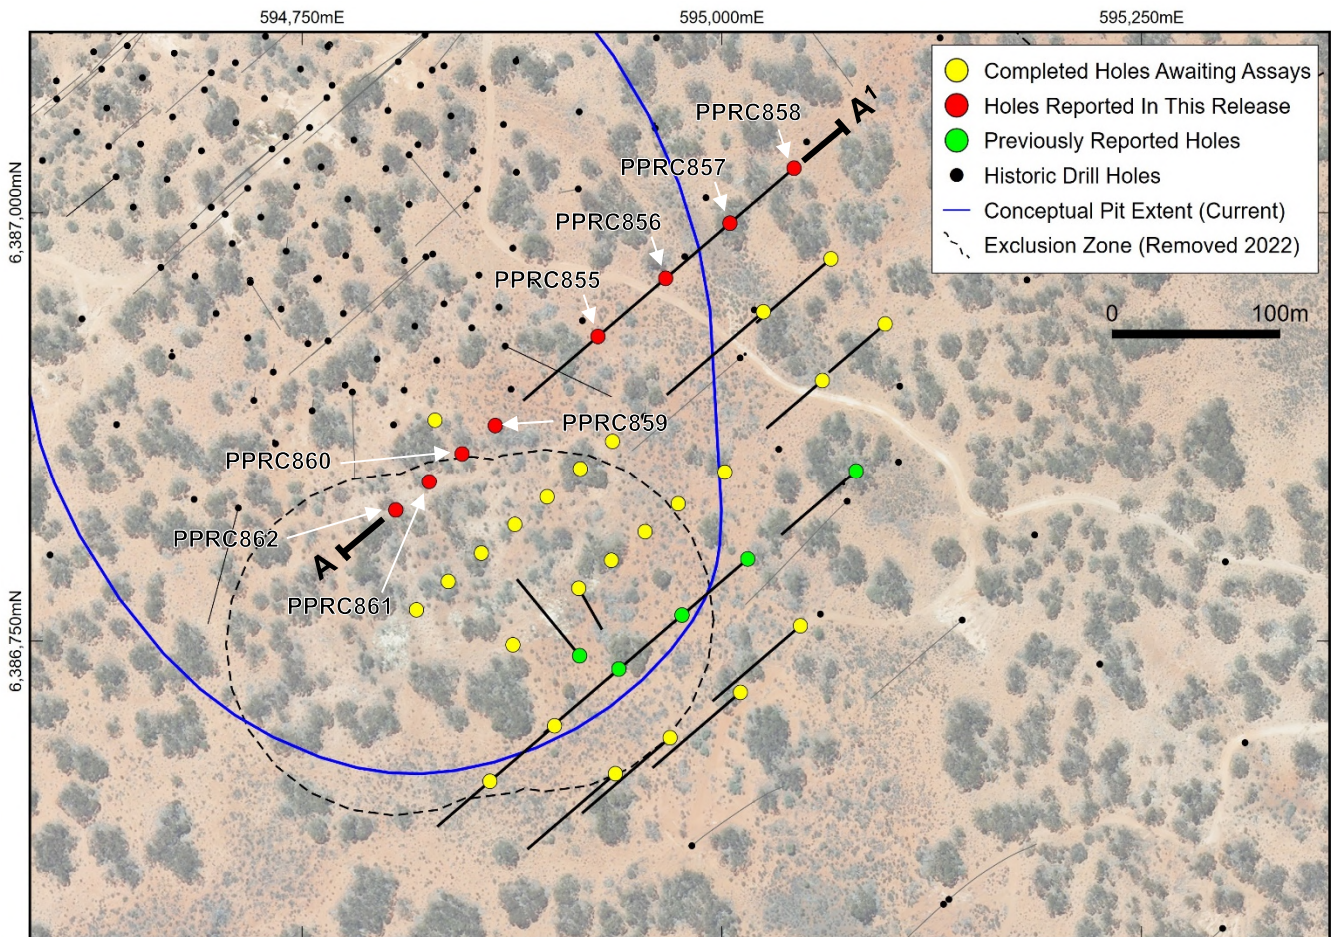 594,750mE
595,000mE
595,250mE
6,387,000mN
6,386,750mN
Completed Holes Awaiting Assays
Holes Reported In This Release
Previously Reported Holes
Historic Drill Holes
Conceptual Pit Extent (Current)
Exclusion Zone (Removed 2022)
0 100m
A¹
PPRC858
PPRC857
PPRC856
PPRC855
PPRC859
PPRC860
PPRC862
A
PPRC861